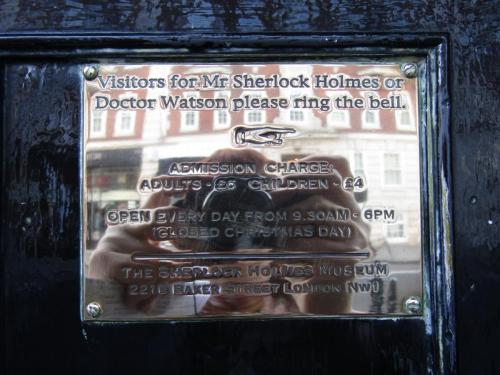 Visitors for Mr Sherlock Holmes or
Doctor Watson please ring the bell.
ADMISSION CHARGE:
ADULTS - £6 CHILDREN - £4
OPEN EVERY DAY FROM 9.30AM - 6PM
(CLOSED CHRISTMAS DAY)
THE SHERLOCK HOLMES MUSEUM
221B BAKER STREET LONDON NW1